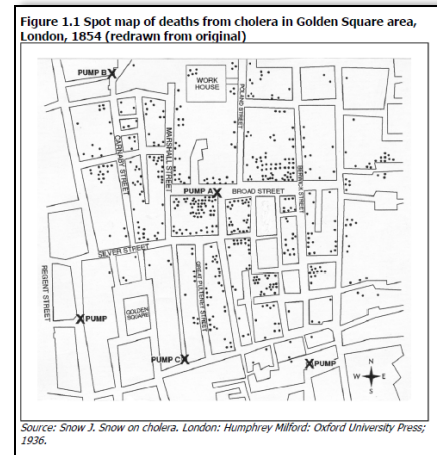 Figure 1.1 Spot map of deaths from cholera in Golden Square area,
London, 1854 (redrawn from original)
PUMP B
WORK
HOUSE
POLAND STREET
CARNABY STREET
MARSHALL STREET
BERWICK STREET
PUMP A
BROAD STREET
SILVER STREET
REGENT STREET
GREAT PULTENEY STREET
GOLDEN
SQUARE
PUMP
PUMP C
PUMP
N
W
E
S
Source: Snow J. Snow on cholera. London: Humphrey Milford: Oxford University Press;
1936.